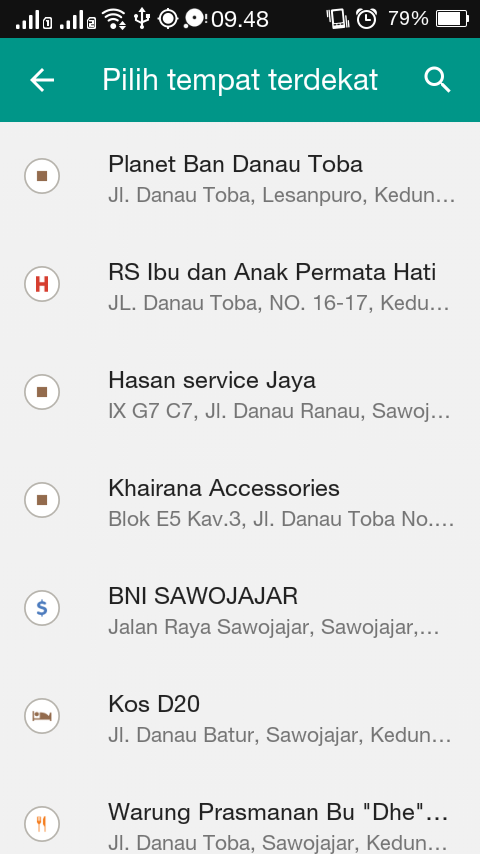 09.48 79%
Pilih tempat terdekat
Planet Ban Danau Toba
Jl. Danau Toba, Lesanpuro, Kedun...
RS Ibu dan Anak Permata Hati
JL. Danau Toba, NO. 16-17, Kedu...
Hasan service Jaya
IX G7 C7, Jl. Danau Ranau, Sawoj...
Khairana Accessories
Blok E5 Kav.3, Jl. Danau Toba No....
BNI SAWOJAJAR
Jalan Raya Sawojajar, Sawojajar,...
Kos D20
Jl. Danau Batur, Sawojajar, Kedun...
Warung Prasmanan Bu "Dhe"...
Jl. Danau Toba, Sawojajar, Kedun...